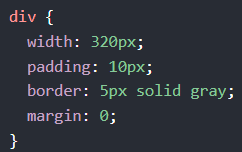 div {
  width: 320px;
  padding: 10px;
  border: 5px solid gray;
  margin: 0;
}